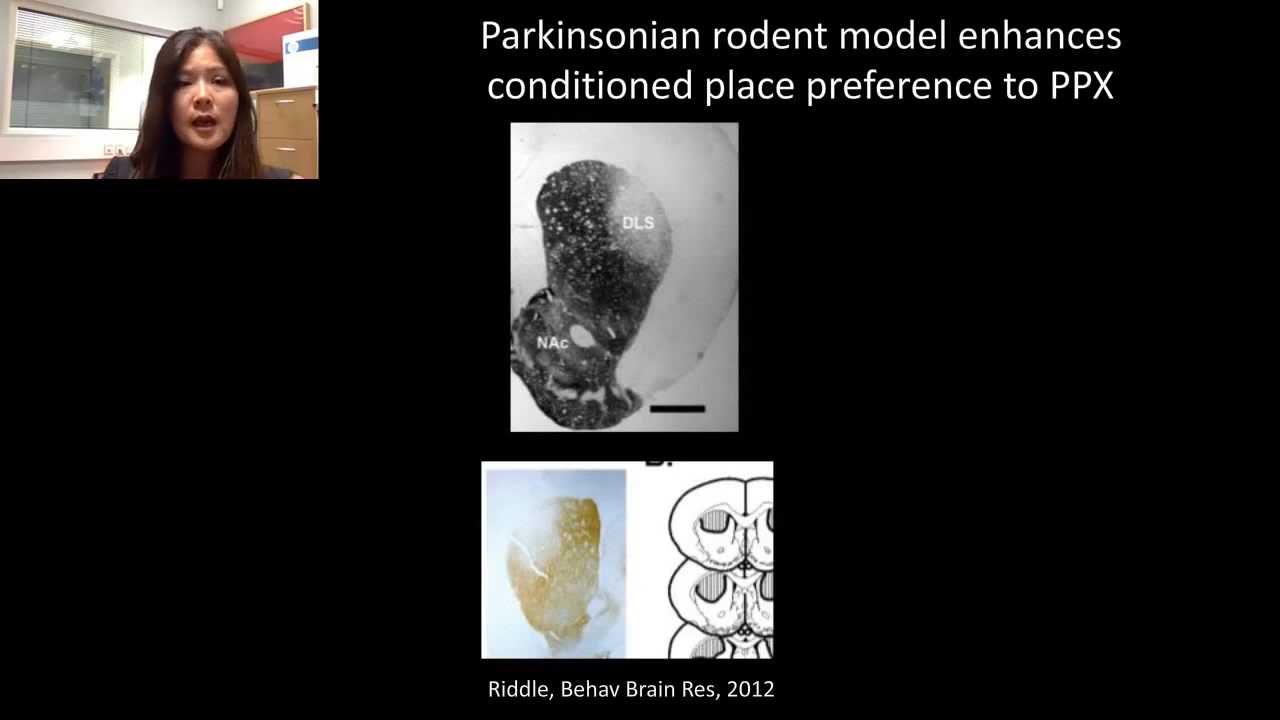 Parkinsonian rodent model enhances
conditioned place preference to PPX
DLS
NAc
Riddle, Behav Brain Res, 2012